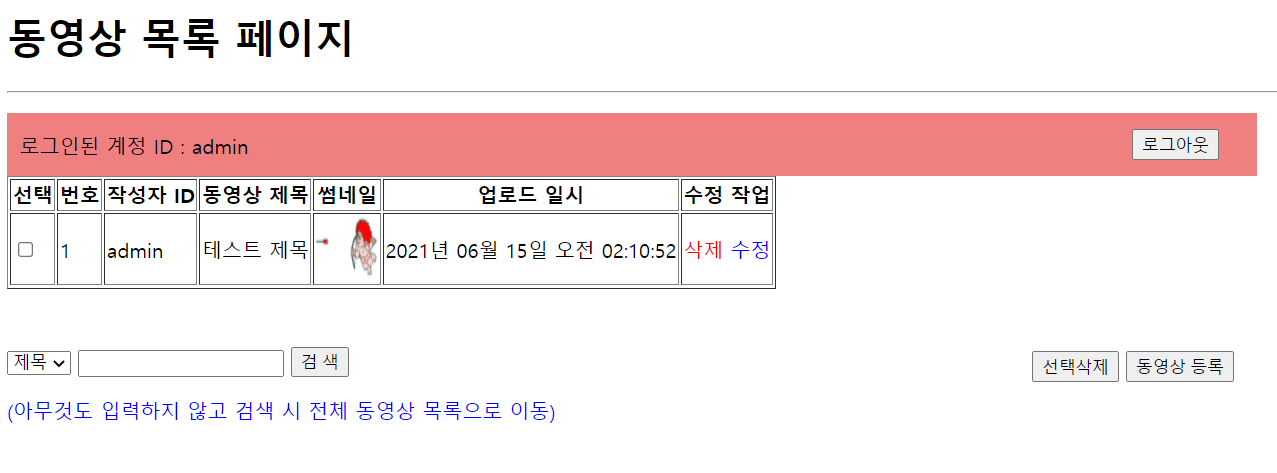 동영상 목록 페이지
로그인된 계정 ID : admin 로그아웃
선택 번호 작성자 ID 동영상 제목 썸네일 업로드 일시 수정 작업
1 admin 테스트 제목 2021년 06월 15일 오전 02:10:52 삭제 수정
제목 검 색 선택삭제 동영상 등록
(아무것도 입력하지 않고 검색 시 전체 동영상 목록으로 이동)